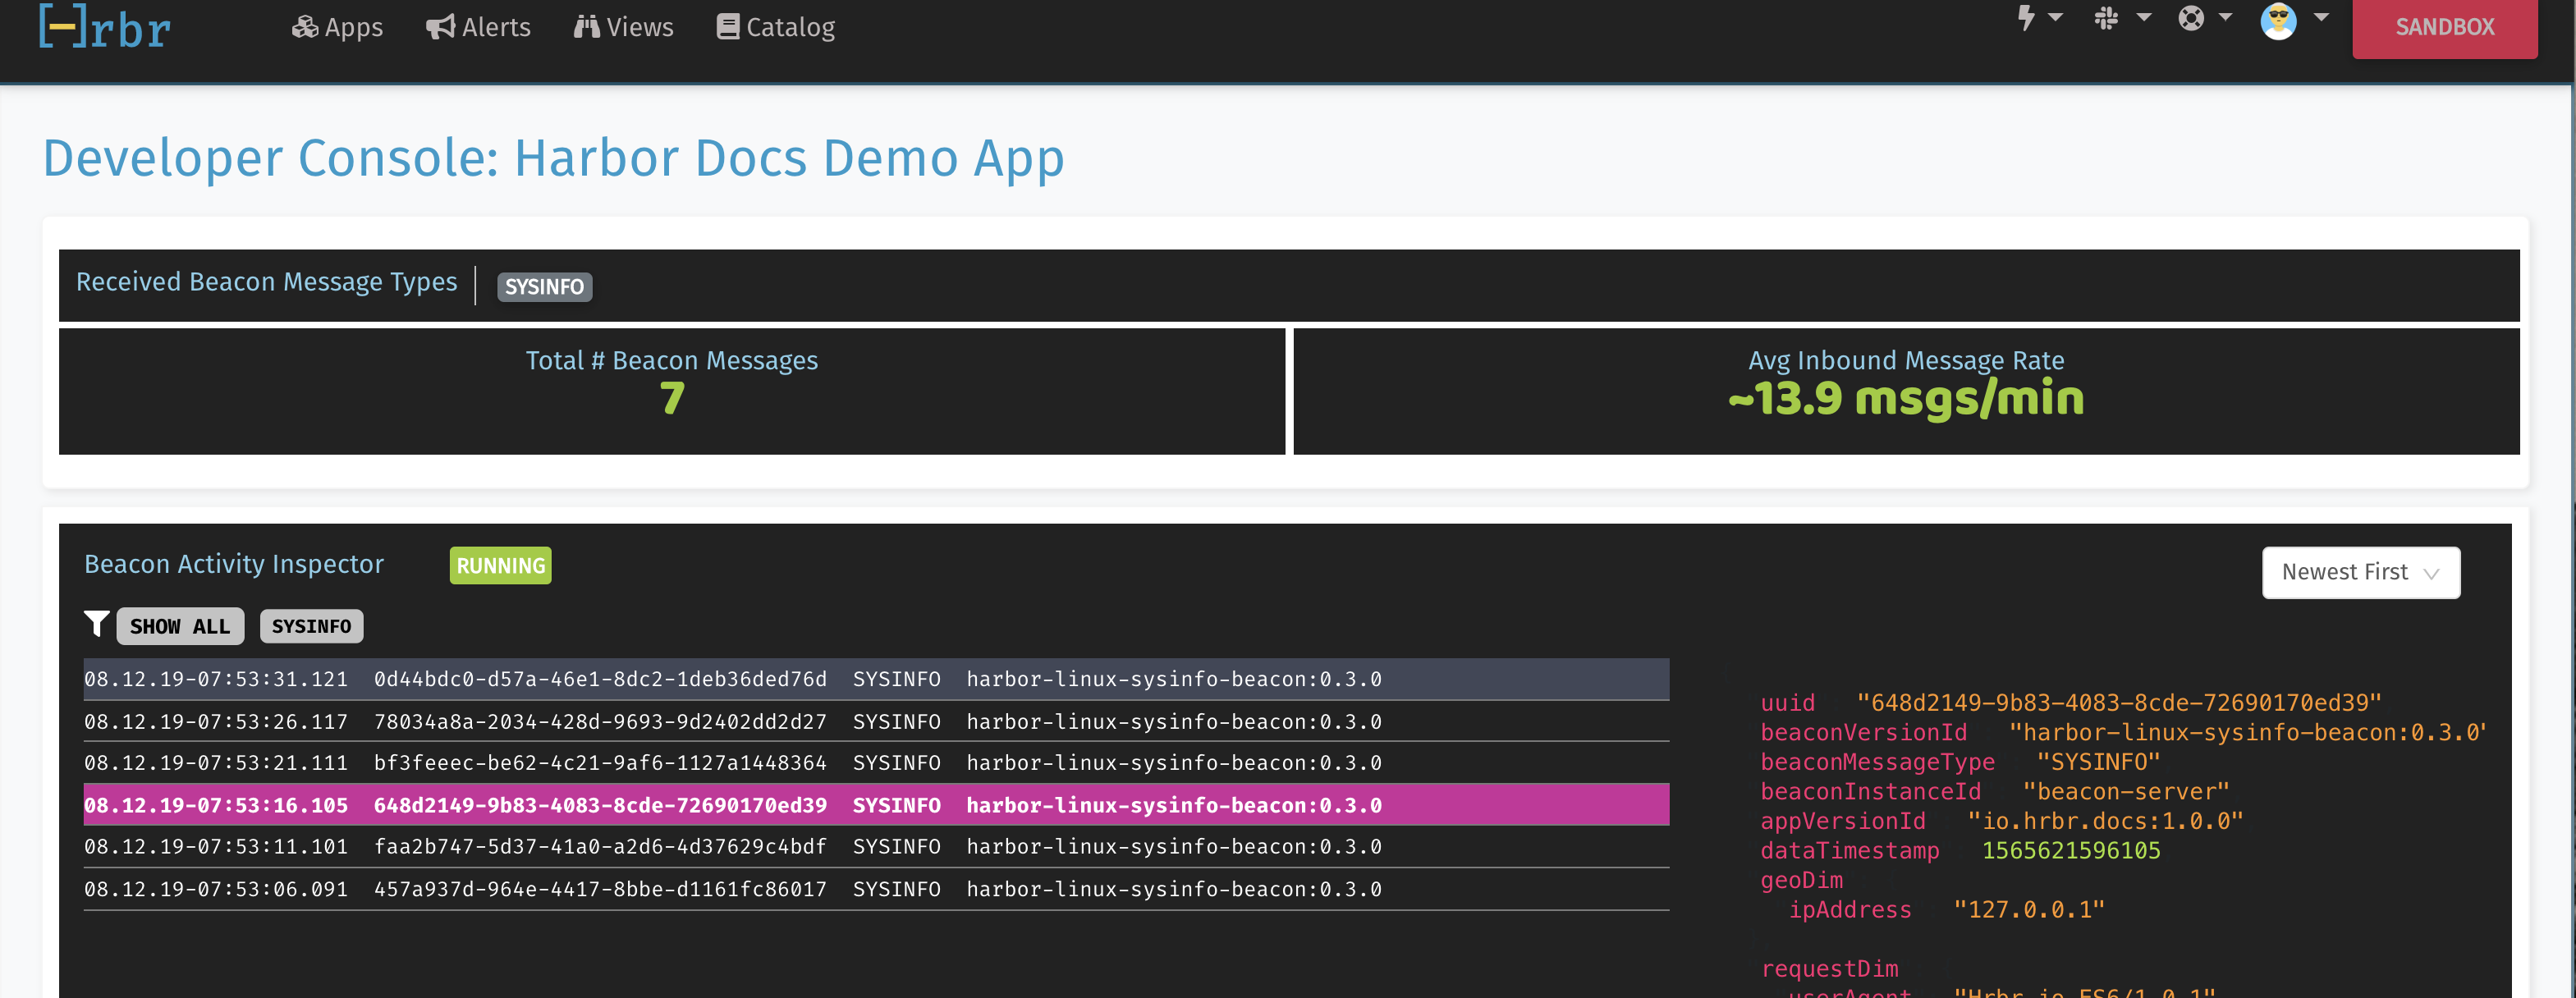 [-]rbr Apps Alerts Views Catalog SANDBOX
Developer Console: Harbor Docs Demo App
Received Beacon Message Types SYSINFO
Total # Beacon Messages
7
Avg Inbound Message Rate
~13.9 msgs/min
Beacon Activity Inspector RUNNING Newest First
SHOW ALL SYSINFO
08.12.19-07:53:31.121 0d44bdc0-d57a-46e1-8dc2-1deb36ded76d SYSINFO harbor-linux-sysinfo-beacon:0.3.0
08.12.19-07:53:26.117 78034a8a-2034-428d-9693-9d2402dd2d27 SYSINFO harbor-linux-sysinfo-beacon:0.3.0
08.12.19-07:53:21.111 bf3feeec-be62-4c21-9af6-1127a1448364 SYSINFO harbor-linux-sysinfo-beacon:0.3.0
08.12.19-07:53:16.105 648d2149-9b83-4083-8cde-72690170ed39 SYSINFO harbor-linux-sysinfo-beacon:0.3.0
08.12.19-07:53:11.101 faa2b747-5d37-41a0-a2d6-4d37629c4bdf SYSINFO harbor-linux-sysinfo-beacon:0.3.0
08.12.19-07:53:06.091 457a937d-964e-4417-8bbe-d1161fc86017 SYSINFO harbor-linux-sysinfo-beacon:0.3.0
uuid "648d2149-9b83-4083-8cde-72690170ed39"
beaconVersionId "harbor-linux-sysinfo-beacon:0.3.0"
beaconMessageType "SYSINFO"
beaconInstanceId "beacon-server"
appVersionId "io.hrbr.docs:1.0.0"
dataTimestamp 1565621596105
geoDim
ipAddress "127.0.0.1"
requestDim
userAgent "Hrbr.io ES6/1.0.1"